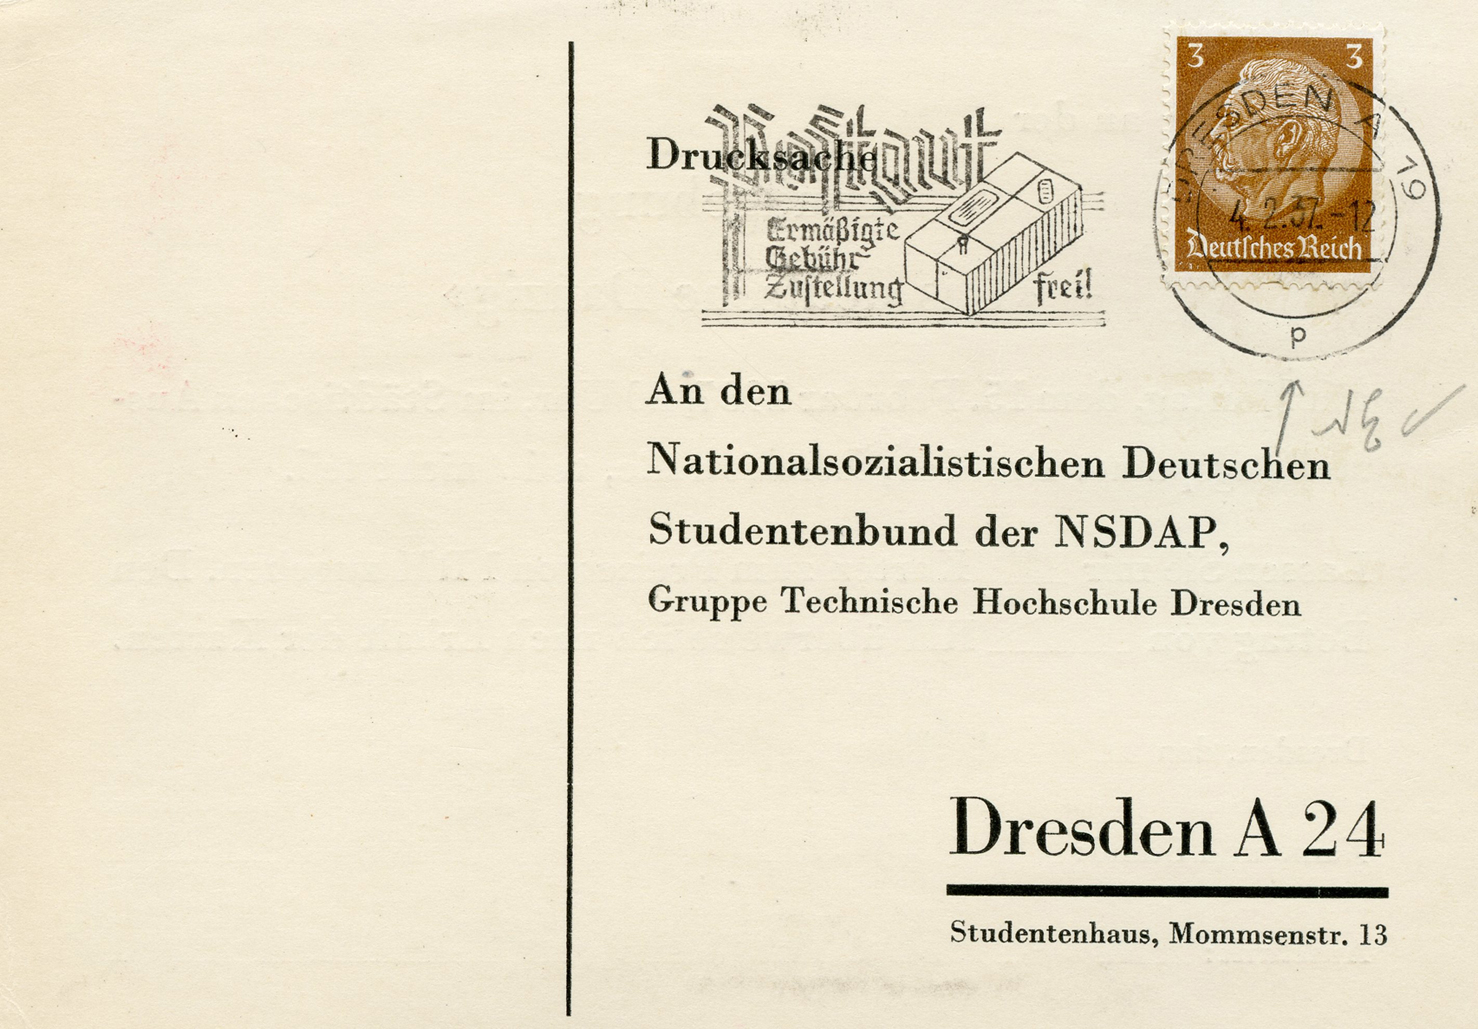 Drucksache
Postgut
Ermäßigte
Gebühr
Zustellung frei!
3 3
Deutsches Reich
DRESDEN A 19
4.2.37.-12
p
An den
Nationalsozialistischen Deutschen
Studentenbund der NSDAP,
Gruppe Technische Hochschule Dresden
Dresden A 24
Studentenhaus, Mommsenstr. 13